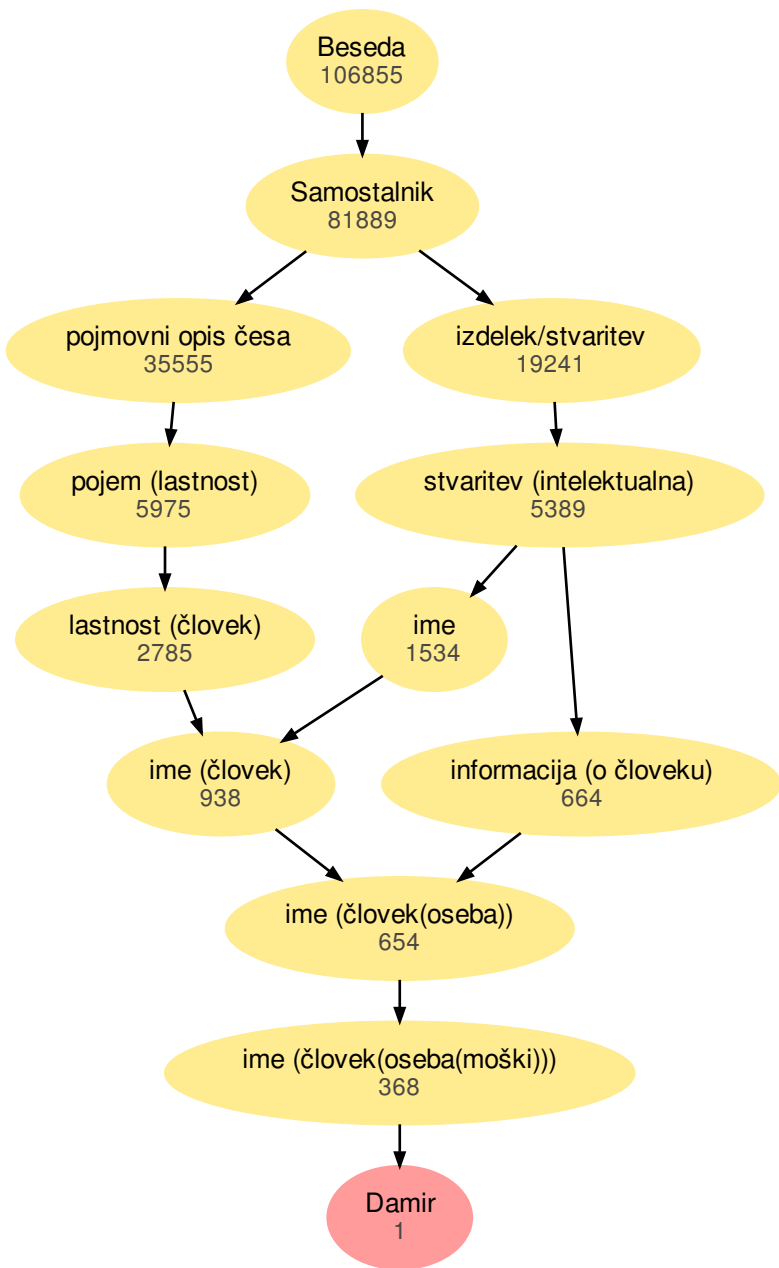 Beseda
106855
Samostalnik
81889
pojmovni opis česa
35555
izdelek/stvaritev
19241
pojem (lastnost)
5975
stvaritev (intelektualna)
5389
lastnost (človek)
2785
ime
1534
ime (človek)
938
informacija (o človeku)
664
ime (človek(oseba))
654
ime (človek(oseba(moški)))
368
Damir
1